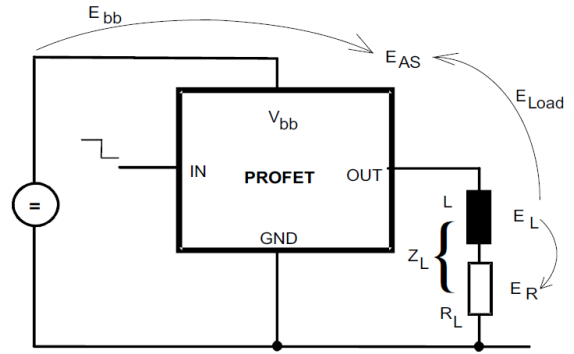 E bb
E AS
E Load
V bb
IN
PROFET
OUT
L
E L
=
GND
Z L
{
R L
E R